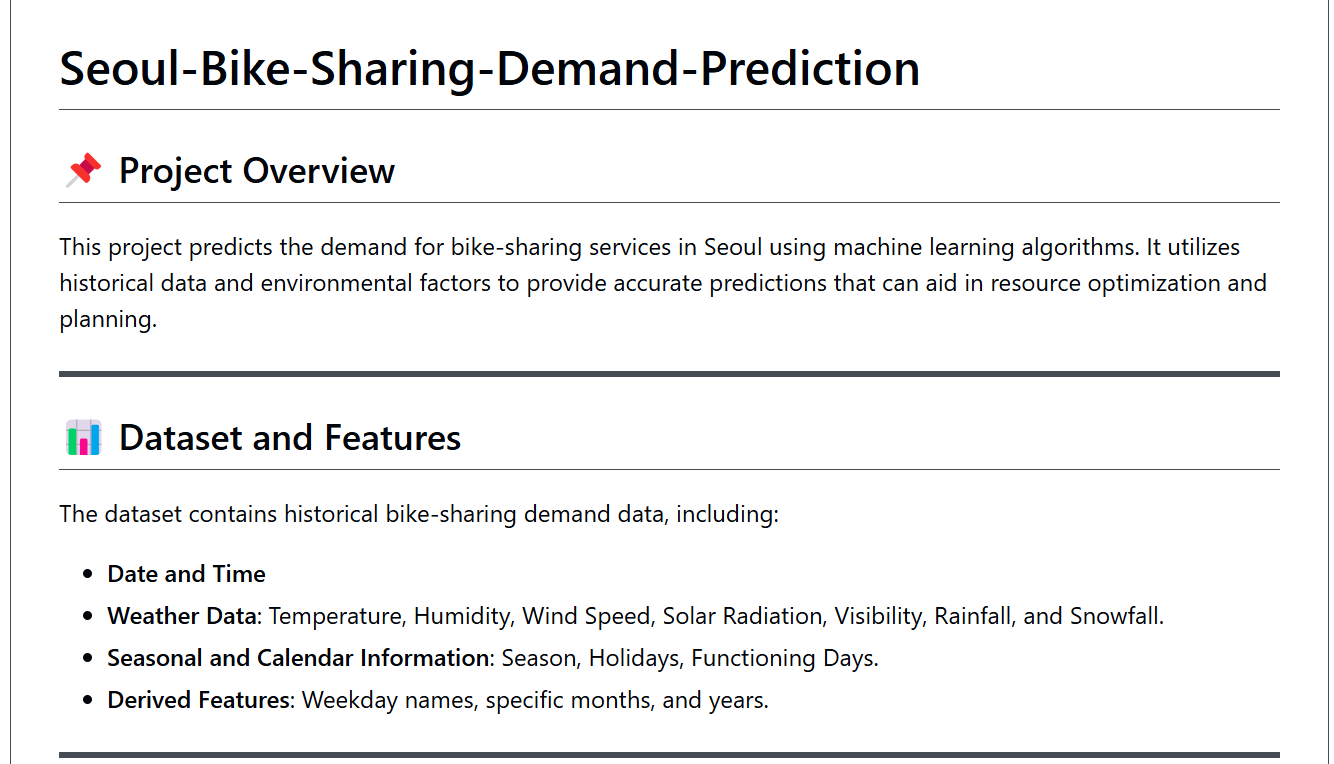 Seoul-Bike-Sharing-Demand-Prediction
Project Overview
This project predicts the demand for bike-sharing services in Seoul using machine learning algorithms. It utilizes
historical data and environmental factors to provide accurate predictions that can aid in resource optimization and
planning.
Dataset and Features
The dataset contains historical bike-sharing demand data, including:
• Date and Time
• Weather Data: Temperature, Humidity, Wind Speed, Solar Radiation, Visibility, Rainfall, and Snowfall.
• Seasonal and Calendar Information: Season, Holidays, Functioning Days.
• Derived Features: Weekday names, specific months, and years.